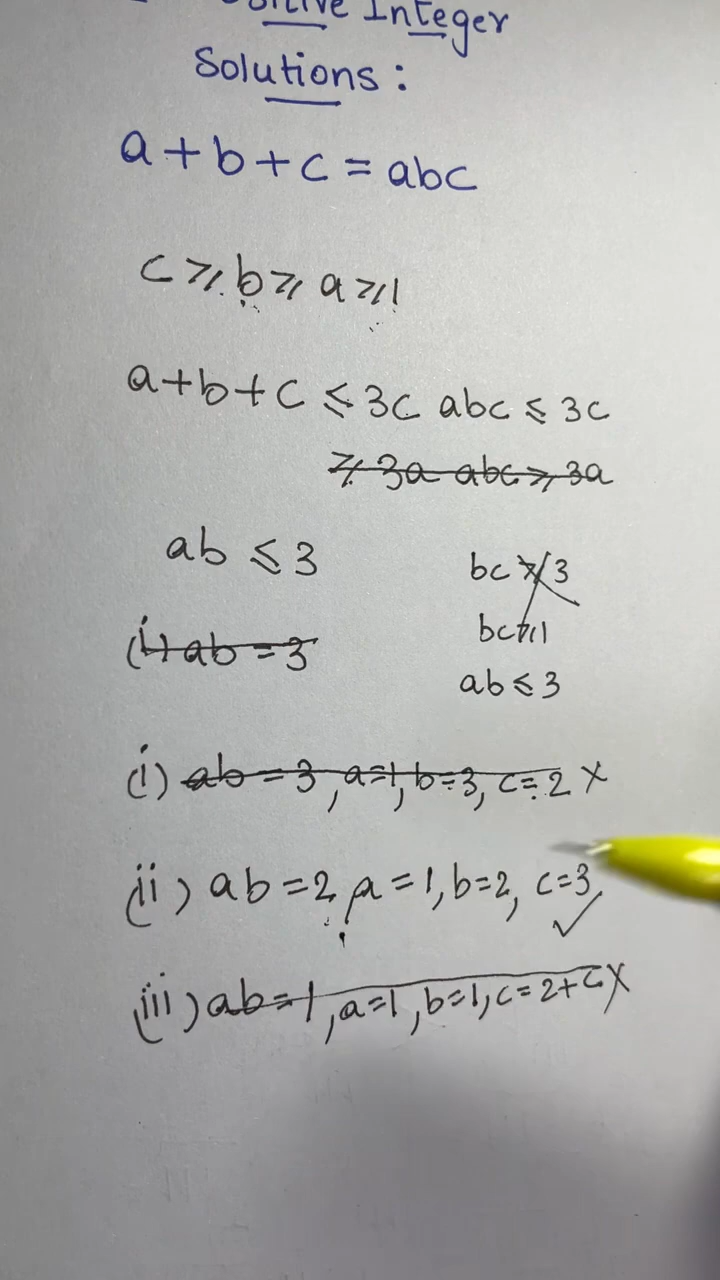 Integer
Solutions:
a+b+c = abc
c ⩾ b ⩾ a ⩾ 1
a+b+c ⩽ 3c abc ⩽ 3c
⩾ 3a abc ⩾ 3a
ab ⩽ 3
bc ⩾ 3
(i) ab = 3
bc ⩾ 1
ab ⩽ 3
(i) ab = 3, a=1, b=3, c=2 ×
(ii) ab = 2, a=1, b=2, c=3 ✓
(iii) ab=1, a=1, b=1, c=2+c ×